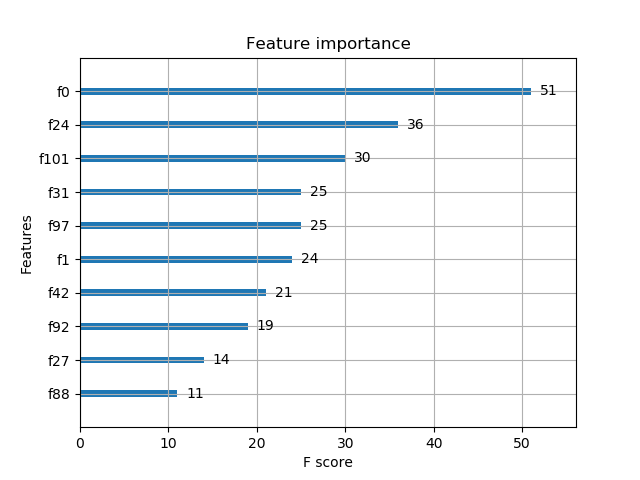 Feature importance
f0 51
f24 36
f101 30
f31 25
f97 25
f1 24
f42 21
f92 19
f27 14
f88 11
Features
0 10 20 30 40 50
F score